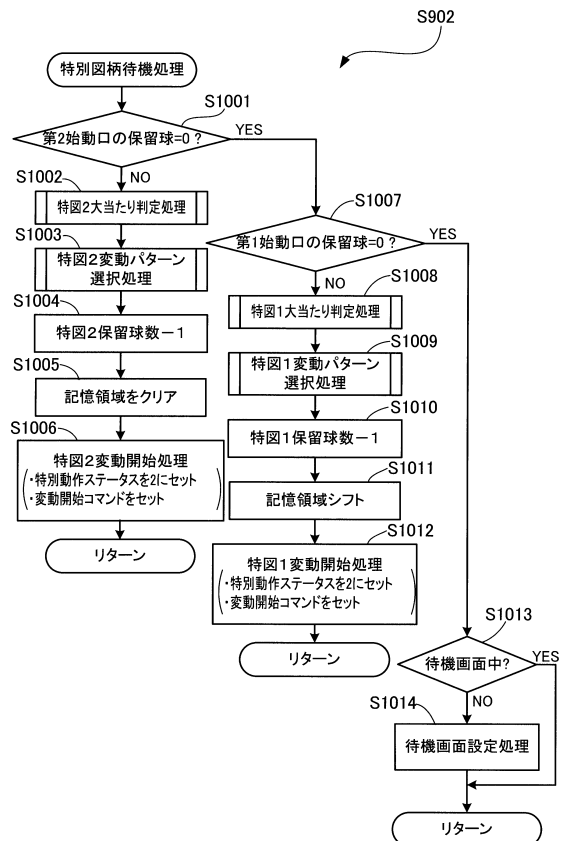 S902
特別図柄待機処理
S1001
第2始動口の保留球=0 ?
YES
NO
S1002
特図2大当たり判定処理
S1003
特図2変動パターン
選択処理
S1004
特図2保留球数－1
S1005
記憶領域をクリア
S1006
特図2変動開始処理
・特別動作ステータスを2にセット
・変動開始コマンドをセット
リターン
S1007
第1始動口の保留球=0 ?
YES
NO
S1008
特図1大当たり判定処理
S1009
特図1変動パターン
選択処理
S1010
特図1保留球数－1
S1011
記憶領域シフト
S1012
特図1変動開始処理
・特別動作ステータスを2にセット
・変動開始コマンドをセット
リターン
S1013
待機画面中?
YES
NO
S1014
待機画面設定処理
リターン